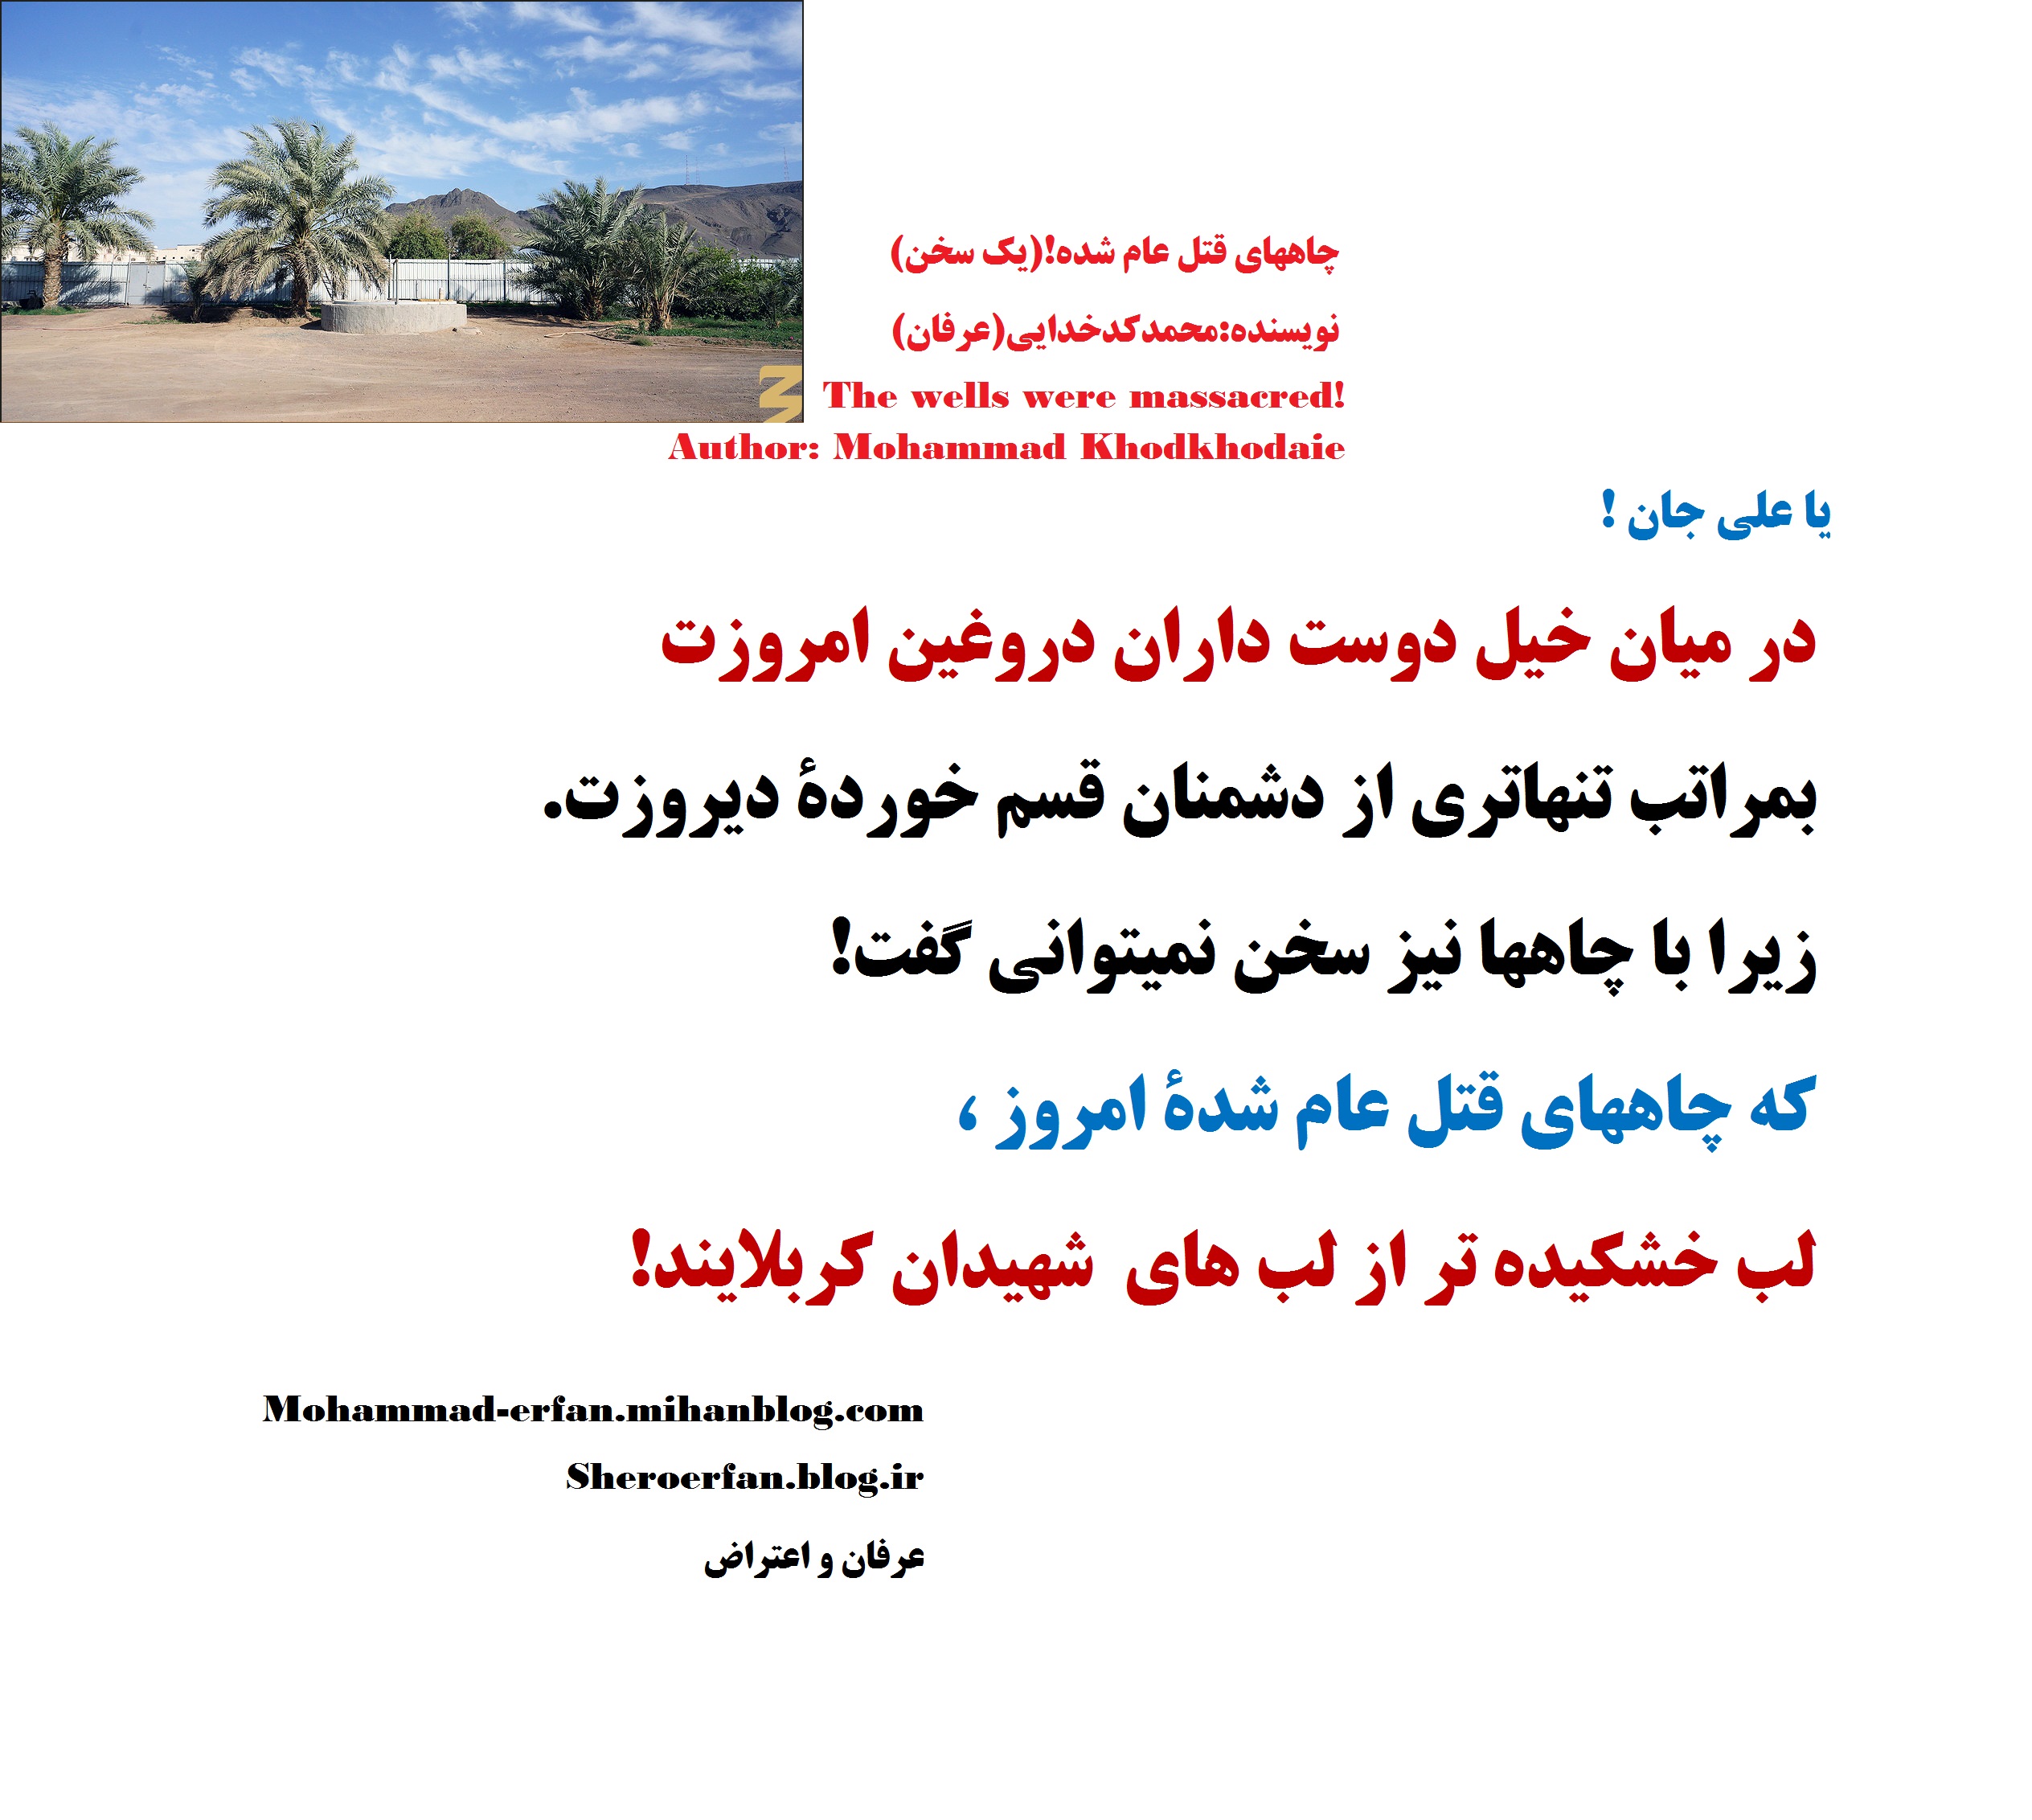 چاههای قتل عام شده!(یک سخن)
نویسنده:محمدکدخدایی(عرفان)
The wells were massacred!
Author: Mohammad Khodkhodaie
یا علی جان !
در میان خیل دوست داران دروغین امروزت
بمراتب تنهاتری از دشمنان قسم خوردهٔ دیروزت.
زیرا با چاهها نیز سخن نمیتوانی گفت!
که چاههای قتل عام شدهٔ امروز ،
لب خشکیده تر از لب های شهیدان کربلایند!
Mohammad-erfan.mihanblog.com
Sheroerfan.blog.ir
عرفان و اعتراض